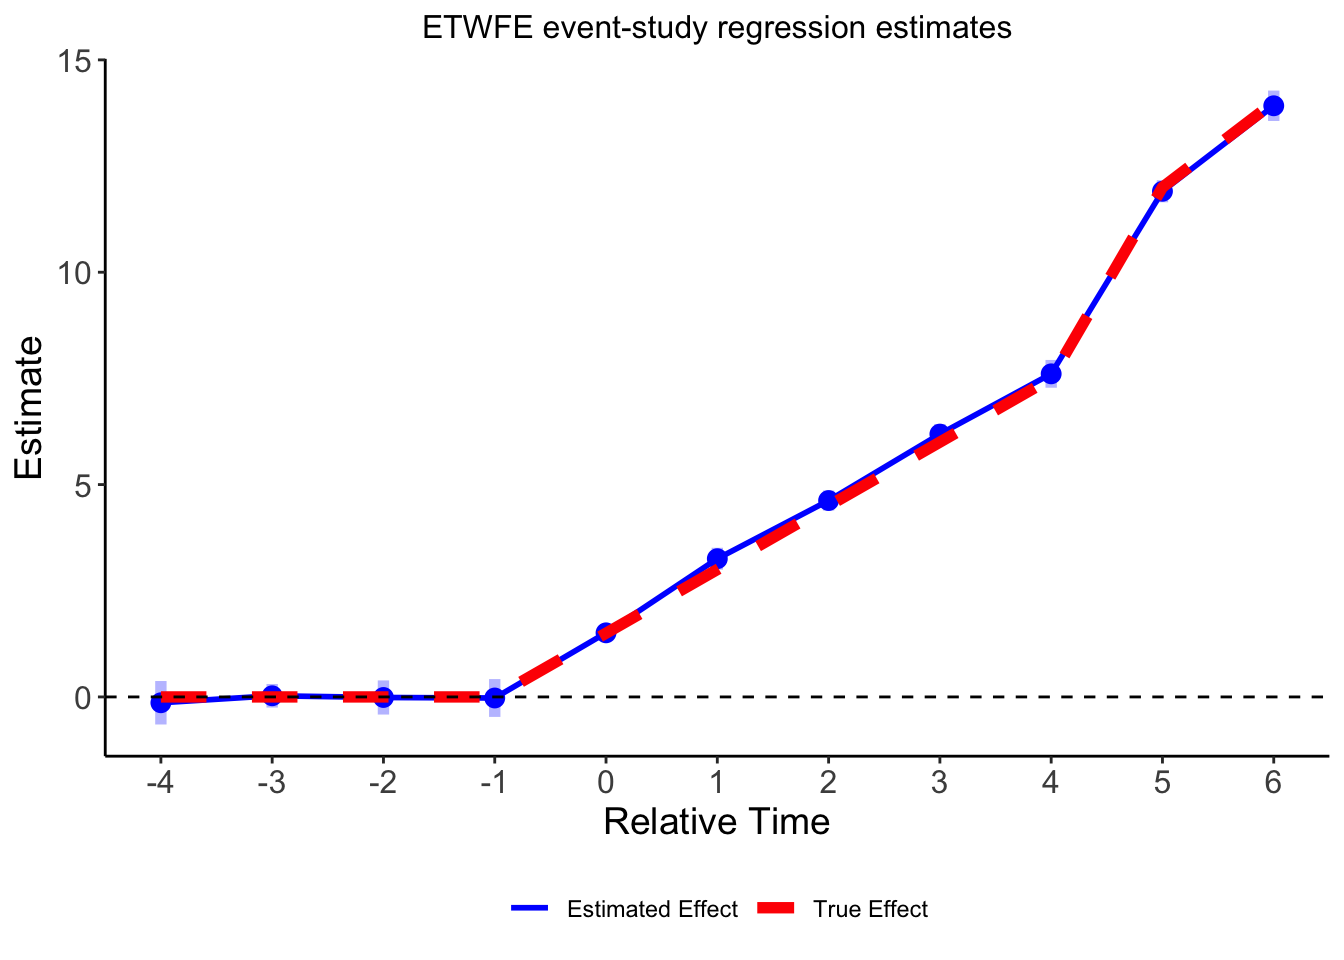 ETWFE event-study regression estimates
15
10
5
0
Estimate
-4 -3 -2 -1 0 1 2 3 4 5 6
Relative Time
Estimated Effect True Effect